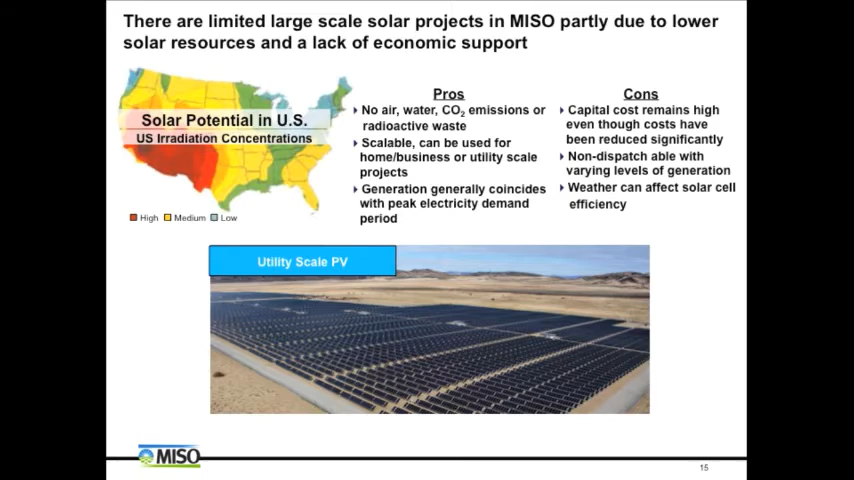 There are limited large scale solar projects in MISO partly due to lower
solar resources and a lack of economic support
Solar Potential in U.S.
US Irradiation Concentrations
High Medium Low
Pros
No air, water, CO₂ emissions or
radioactive waste
Scalable, can be used for
home/business or utility scale
projects
Generation generally coincides
with peak electricity demand
period
Cons
Capital cost remains high
even though costs have
been reduced significantly
Non-dispatch able with
varying levels of generation
Weather can affect solar cell
efficiency
Utility Scale PV
MISO
15